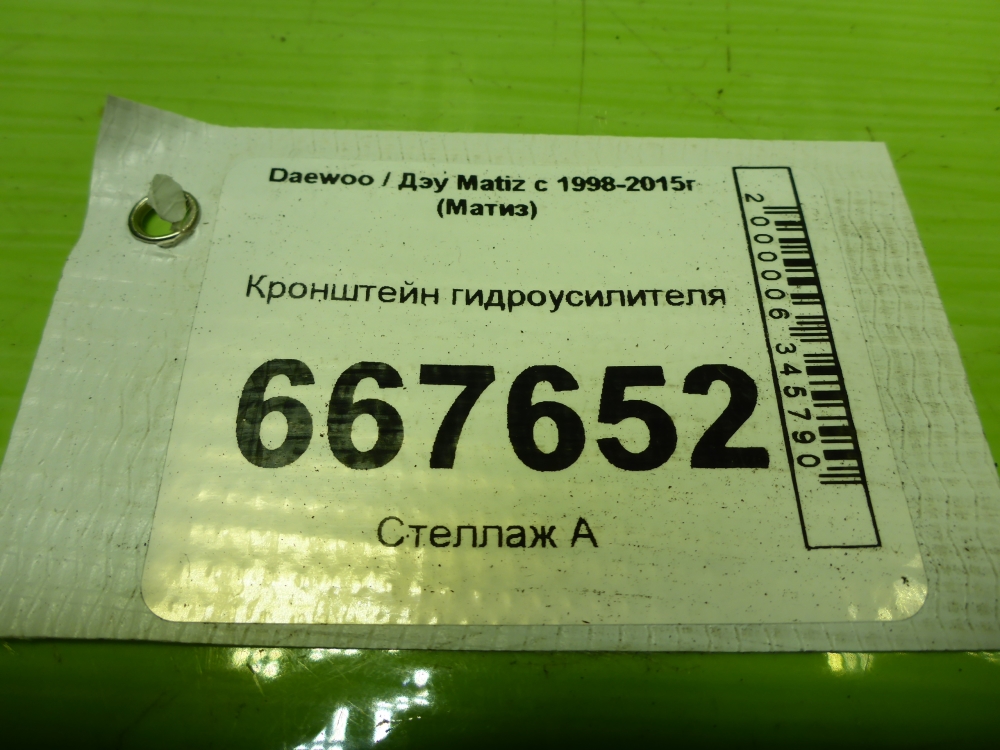 Daewoo / Дэу Matiz с 1998-2015г
(Матиз)
Кронштейн гидроусилителя
667652
Стеллаж А
2000006345790